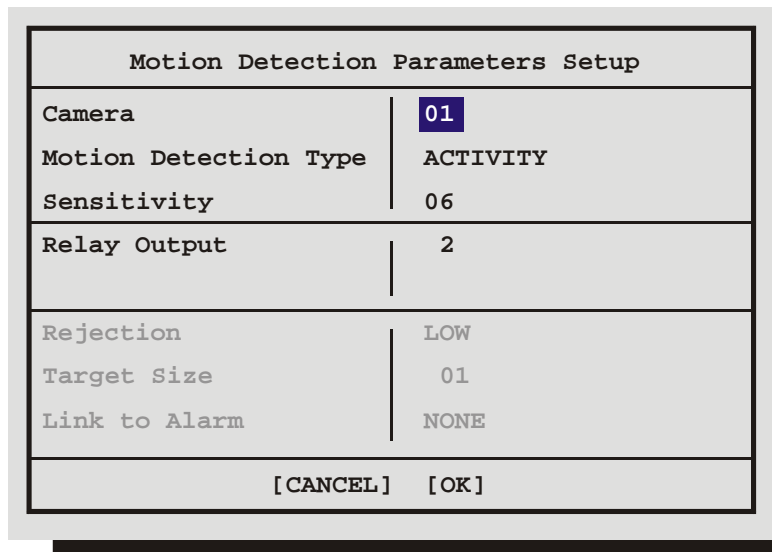 Motion Detection Parameters Setup
Camera 01
Motion Detection Type ACTIVITY
Sensitivity 06
Relay Output 2
Rejection LOW
Target Size 01
Link to Alarm NONE
[CANCEL] [OK]